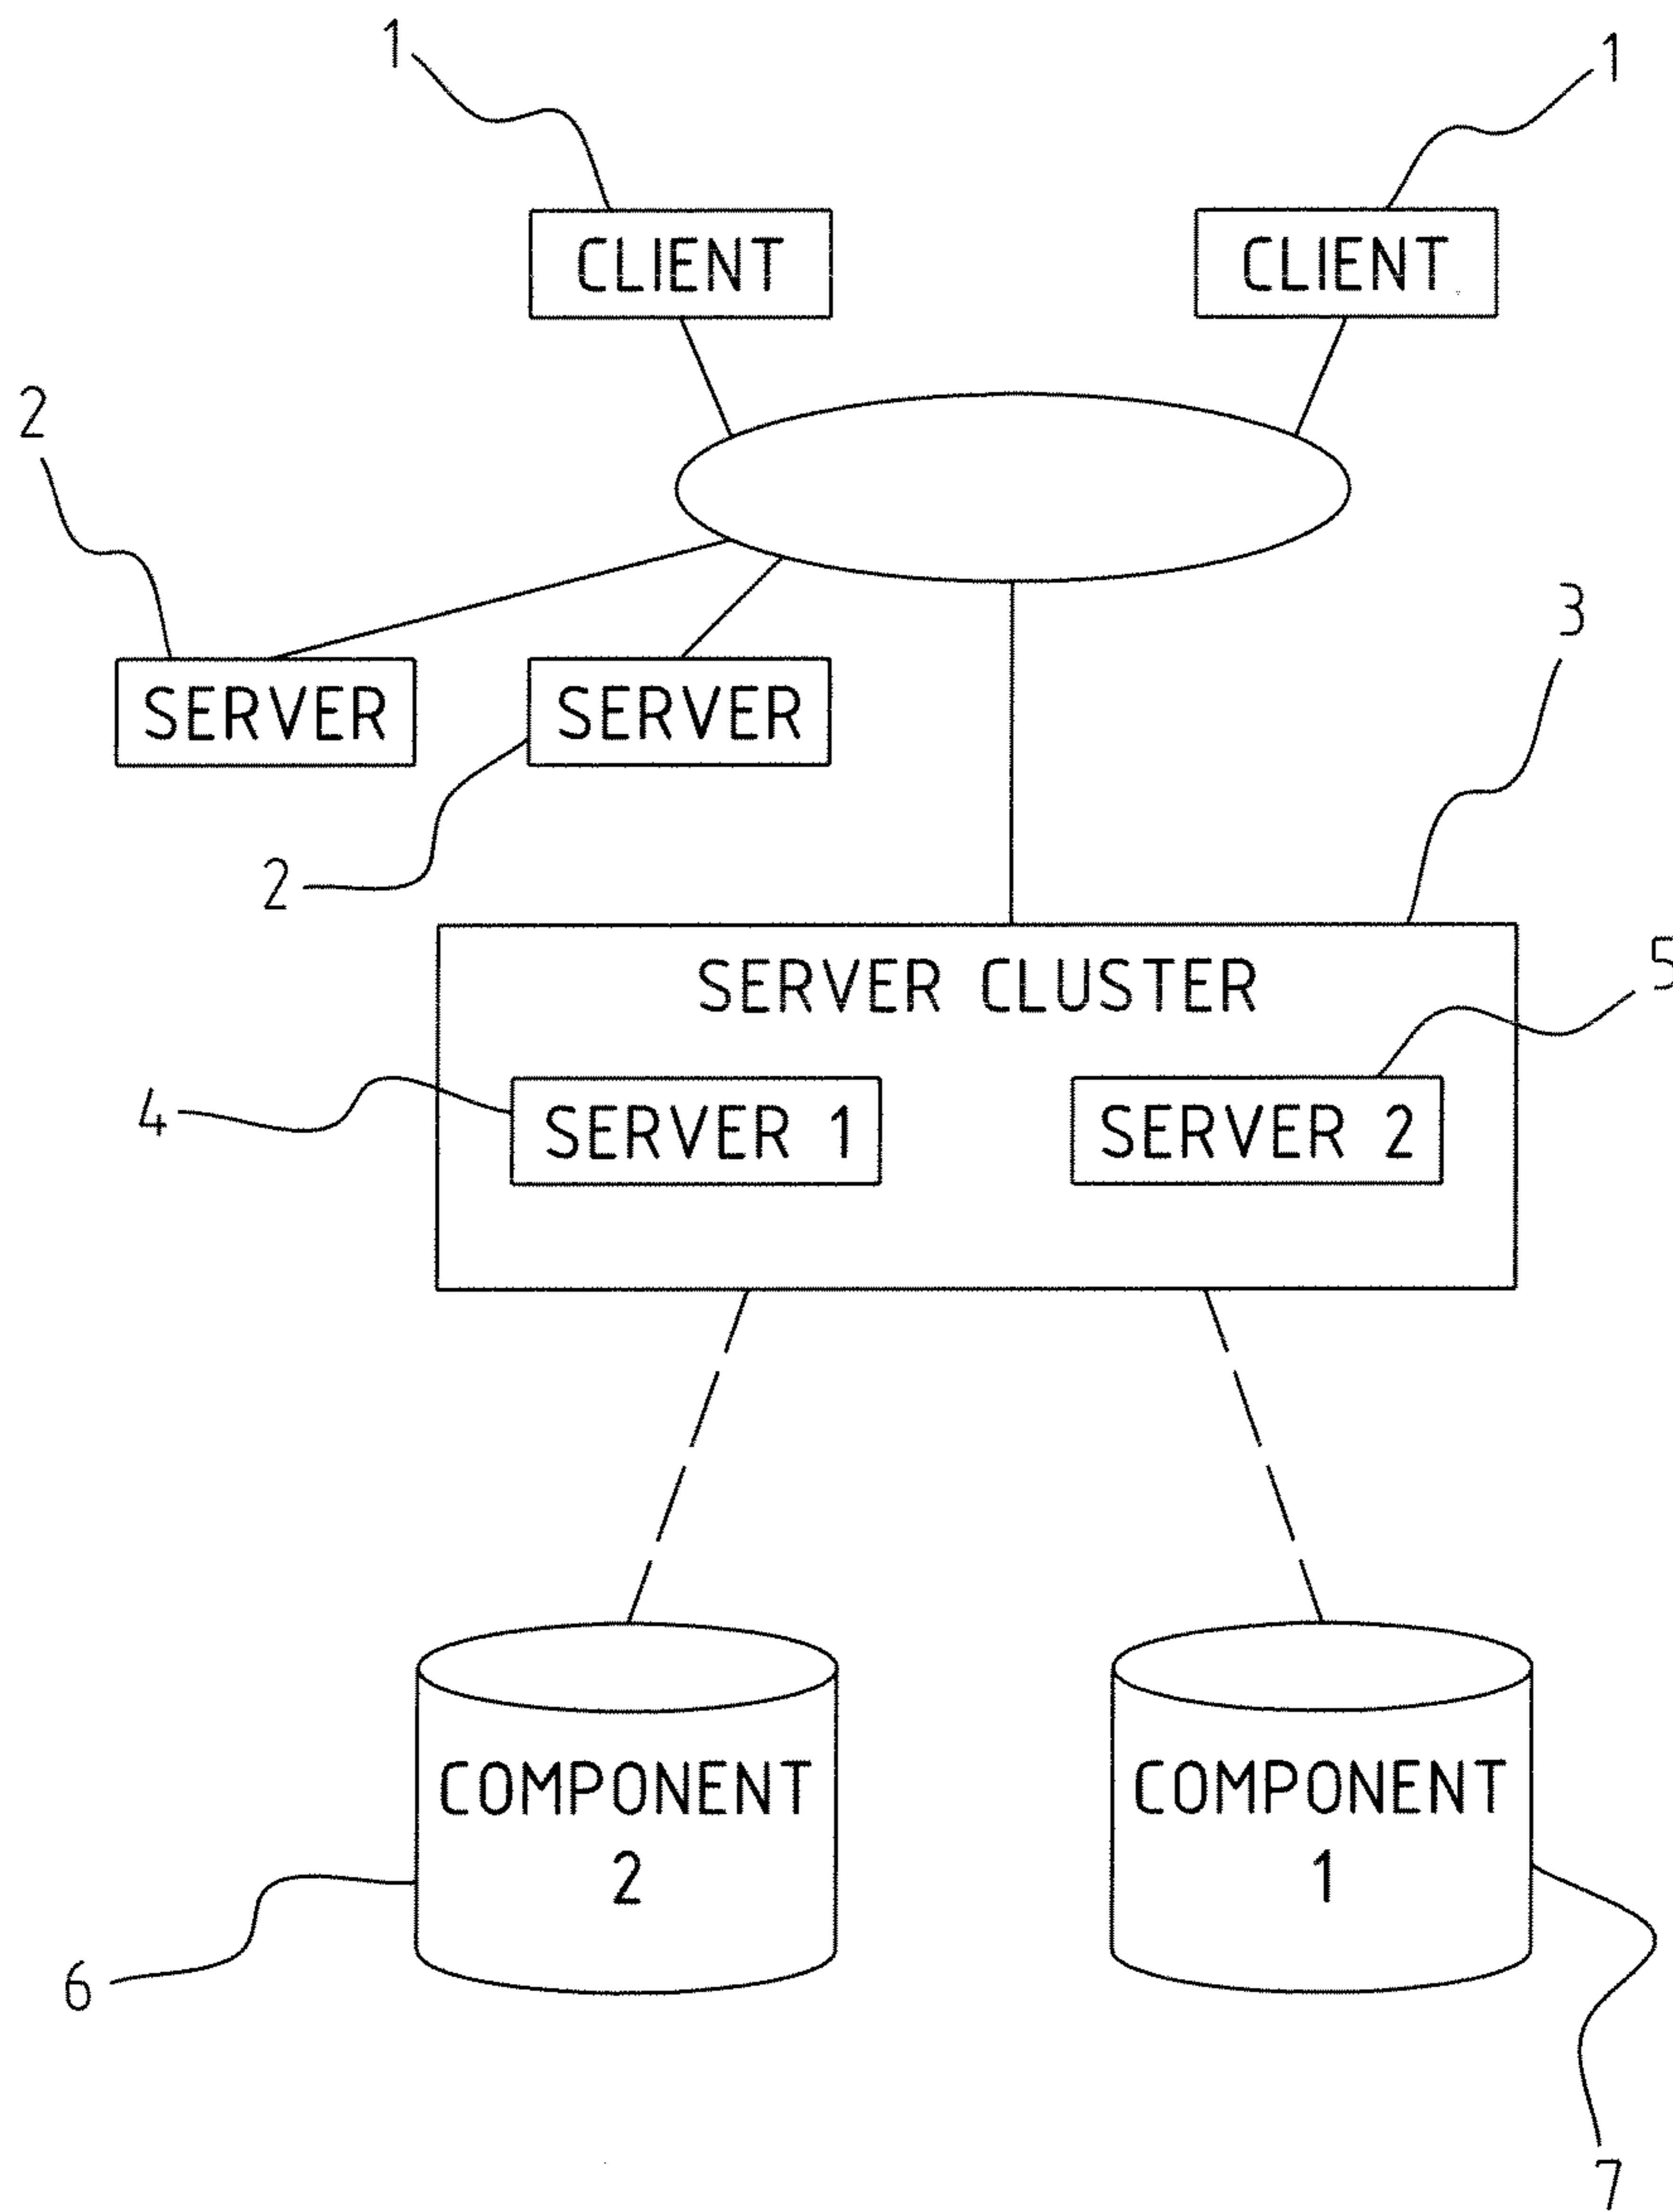 1
1
CLIENT
CLIENT
2
SERVER
SERVER
2
3
SERVER CLUSTER
5
4
SERVER 1
SERVER 2
COMPONENT
2
COMPONENT
1
6
7